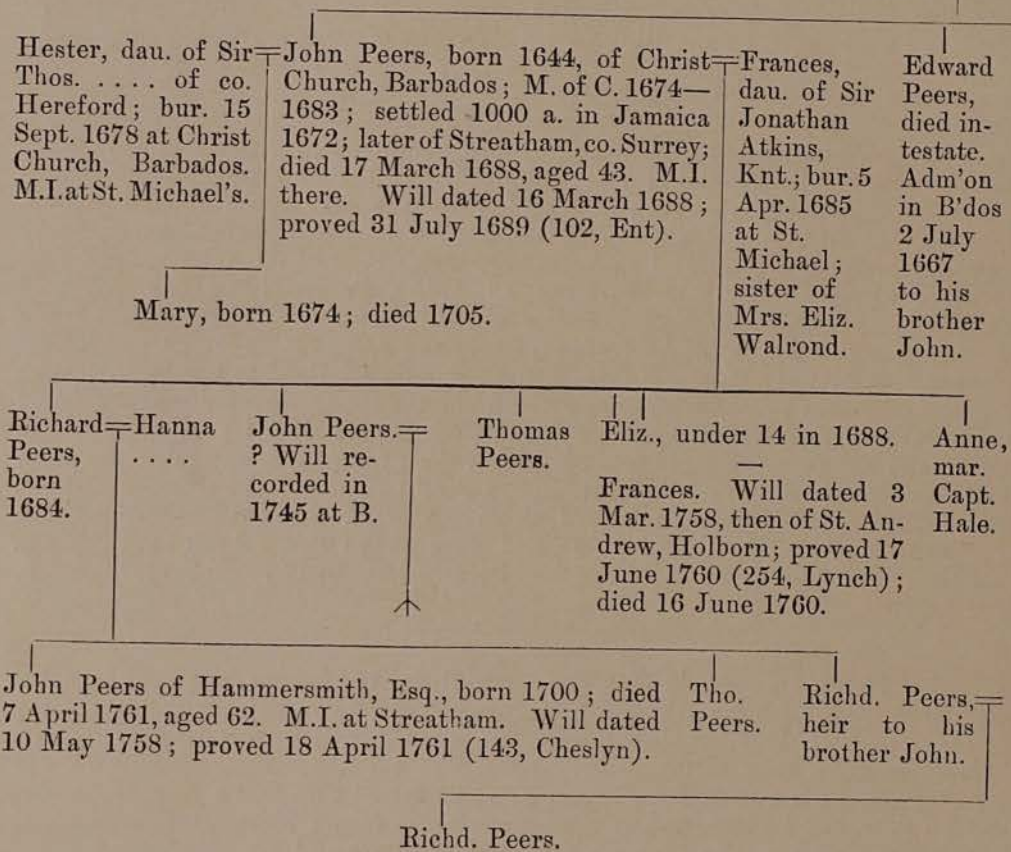 Hester, dau. of Sir
Thos. . . . . of co.
Hereford; bur. 15
Sept. 1678 at Christ
Church, Barbados.
M.I. at St. Michael's.
John Peers, born 1644, of Christ
Church, Barbados; M. of C. 1674—
1683; settled 1000 a. in Jamaica
1672; later of Streatham, co. Surrey;
died 17 March 1688, aged 43. M.I.
there. Will dated 16 March 1688;
proved 31 July 1689 (102, Ent).
Frances,
dau. of Sir
Jonathan
Atkins,
Knt.; bur. 5
Apr. 1685
at St.
Michael;
sister of
Mrs. Eliz.
Walrond.
Edward
Peers,
died in-
testate.
Adm'on
in B'dos
2 July
1667
to his
brother
John.
Mary, born 1674; died 1705.
Richard
Peers,
born
1684.
Hanna
. . . .
John Peers.
? Will re-
corded in
1745 at B.
Thomas
Peers.
Eliz., under 14 in 1688.
—
Frances. Will dated 3
Mar. 1758, then of St. An-
drew, Holborn; proved 17
June 1760 (254, Lynch);
died 16 June 1760.
Anne,
mar.
Capt.
Hale.
John Peers of Hammersmith, Esq., born 1700; died
7 April 1761, aged 62. M.I. at Streatham. Will dated
10 May 1758; proved 18 April 1761 (143, Cheslyn).
Tho.
Peers.
Richd. Peers,
heir to his
brother John.
Richd. Peers.